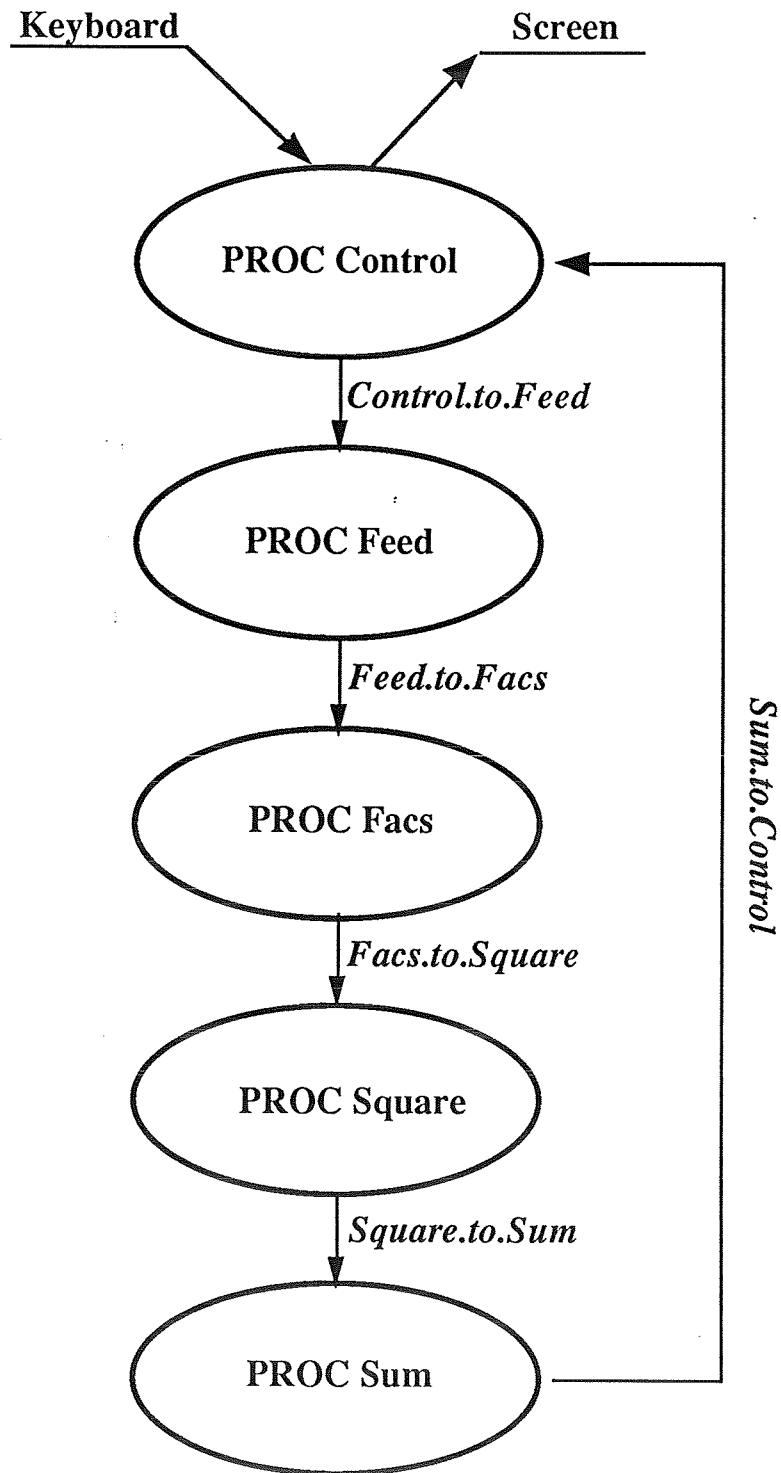 Keyboard
Screen
PROC Control
Control.to.Feed
PROC Feed
Feed.to.Facs
PROC Facs
Facs.to.Square
PROC Square
Square.to.Sum
PROC Sum
Sum.to.Control